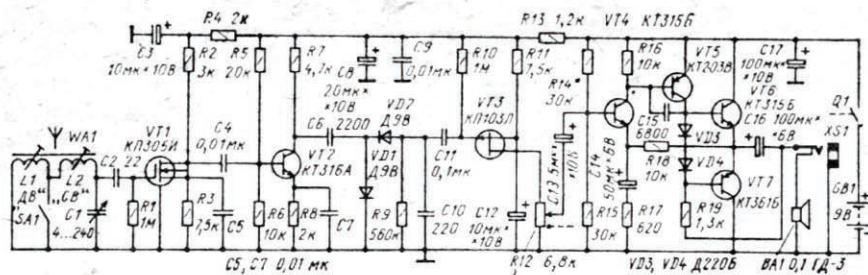 R4 2к
R13 1,2к
VT4 КТ315Б
C3
10мк×10В
R2
3к
R5
20к
R7
4,7к
C8
20мк×
×10В
C9
0,01мк
R10
1М
R11
7,5к
R14*
30к
R16
10к
VT5
КТ203В
C17
100мк×
×10В
VT6
КТ315Б
C16 100мк×
×6В
Q1
XS1
WA1
VT1
КП305И
C4
0,01мк
C6 2200
VD2
Д9В
VD1
Д9В
VT3
КП103Л
C15
6800
VD3
L1
"ДВ"
L2
"СВ"
C2 22
VT2
КТ316А
C11
0,1мк
C13 5мк×
×10В
C14
50мк×6В
R18
10к
VD4
VT7
КТ361Б
GB1
9В
SA1
C1
4...240
R1
1М
R3
7,5к
C5
R6
10к
R8
2к
C7
R9
560к
C10
220
C12
10мк×
×10В
R15
30к
R17
620
R19
1,3к
C5, C7 0,01 мк
R12 6,8к
VD3, VD4 Д220Б
BA1 0,1 ГД-3